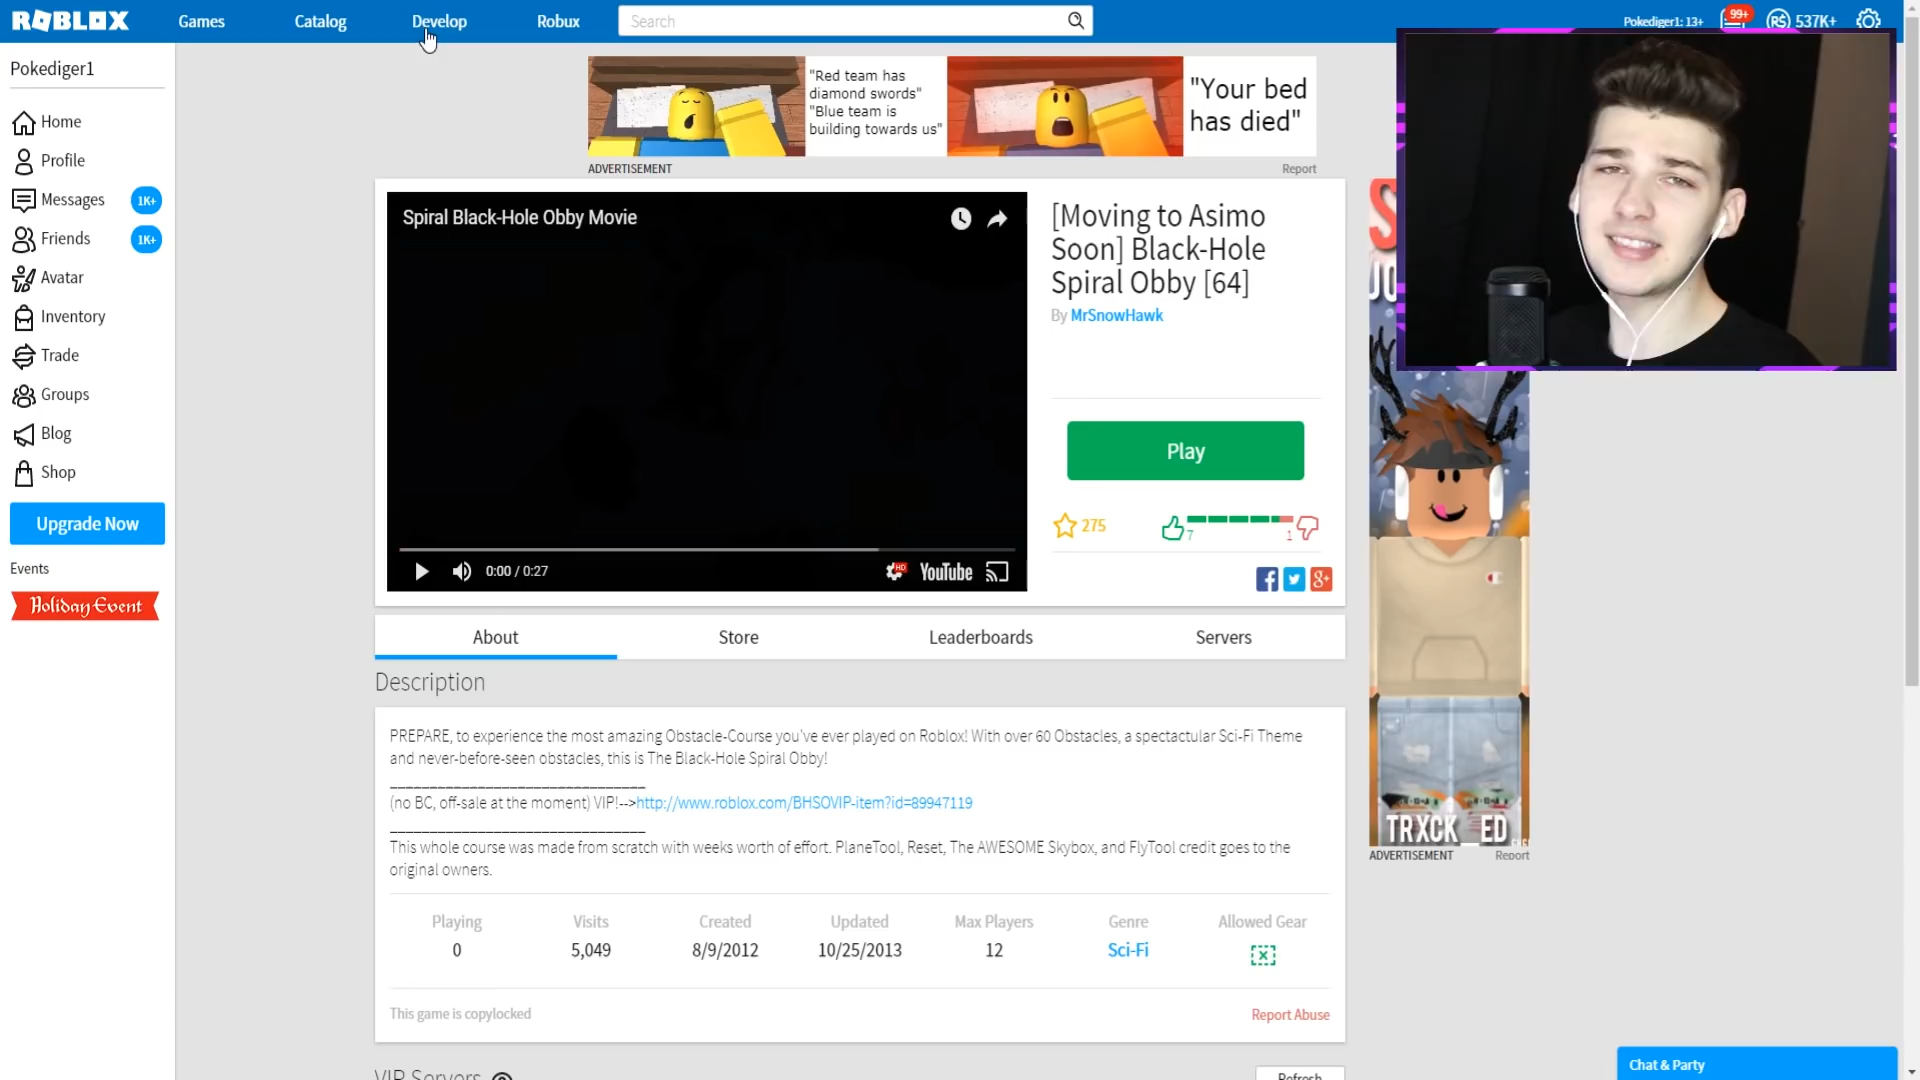 ROBLOX
Games
Catalog
Develop
Robux
Search
Pokediger1: 13+
99+
R$ 537K+
Pokediger1
Home
Profile
Messages
1K+
Friends
1K+
Avatar
Inventory
Trade
Groups
Blog
Shop
Upgrade Now
Events
Holiday Event
"Red team has
diamond swords"
"Blue team is
building towards us"
"Your bed
has died"
ADVERTISEMENT
Report
Spiral Black-Hole Obby Movie
0:00 / 0:27
HD
YouTube
[Moving to Asimo
Soon] Black-Hole
Spiral Obby [64]
By MrSnowHawk
Play
275
7
1
About
Store
Leaderboards
Servers
Description
PREPARE, to experience the most amazing Obstacle-Course you've ever played on Roblox! With over 60 Obstacles, a spectactular Sci-Fi Theme
and never-before-seen obstacles, this is The Black-Hole Spiral Obby!
________________________________
(no BC, off-sale at the moment) VIP!-->http://www.roblox.com/BHSOVIP-item?id=89947119
________________________________
This whole course was made from scratch with weeks worth of effort. PlaneTool, Reset, The AWESOME Skybox, and FlyTool credit goes to the
original owners.
Playing
Visits
Created
Updated
Max Players
Genre
Allowed Gear
0
5,049
8/9/2012
10/25/2013
12
Sci-Fi
This game is copylocked
Report Abuse
VIP Servers
Refresh
TRXCK_ED
ADVERTISEMENT
Report
Chat & Party